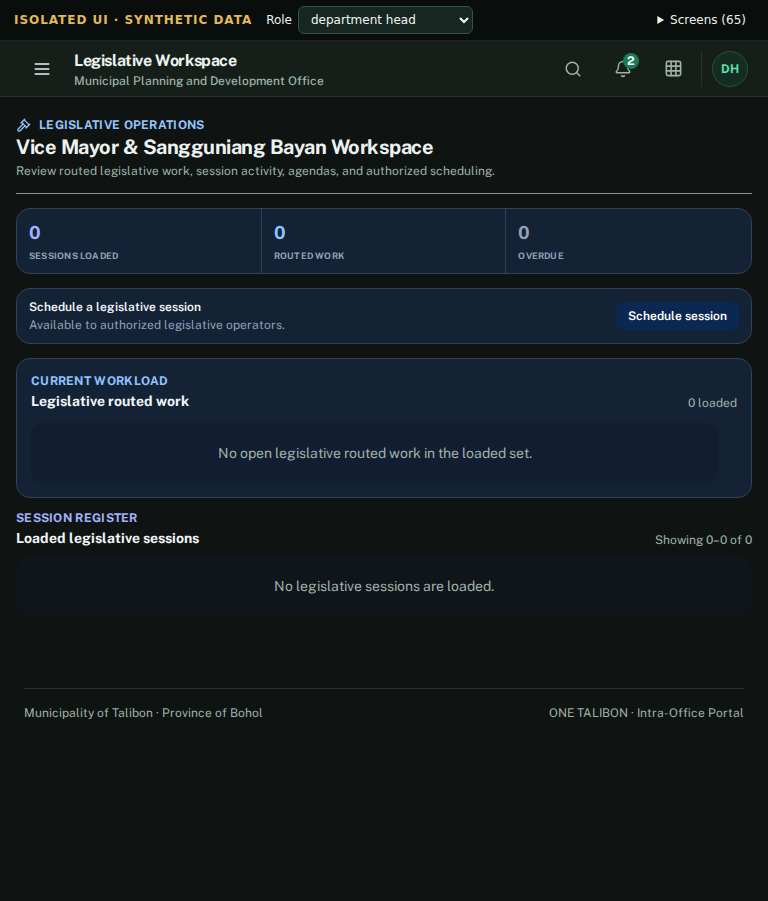 ISOLATED UI · SYNTHETIC DATA Role department head Screens (65)
Legislative Workspace
Municipal Planning and Development Office
2
DH
LEGISLATIVE OPERATIONS
Vice Mayor & Sangguniang Bayan Workspace
Review routed legislative work, session activity, agendas, and authorized scheduling.
0 0 0
SESSIONS LOADED ROUTED WORK OVERDUE
Schedule a legislative session
Available to authorized legislative operators.
Schedule session
CURRENT WORKLOAD
Legislative routed work 0 loaded
No open legislative routed work in the loaded set.
SESSION REGISTER
Loaded legislative sessions Showing 0–0 of 0
No legislative sessions are loaded.
Municipality of Talibon · Province of Bohol ONE TALIBON · Intra-Office Portal